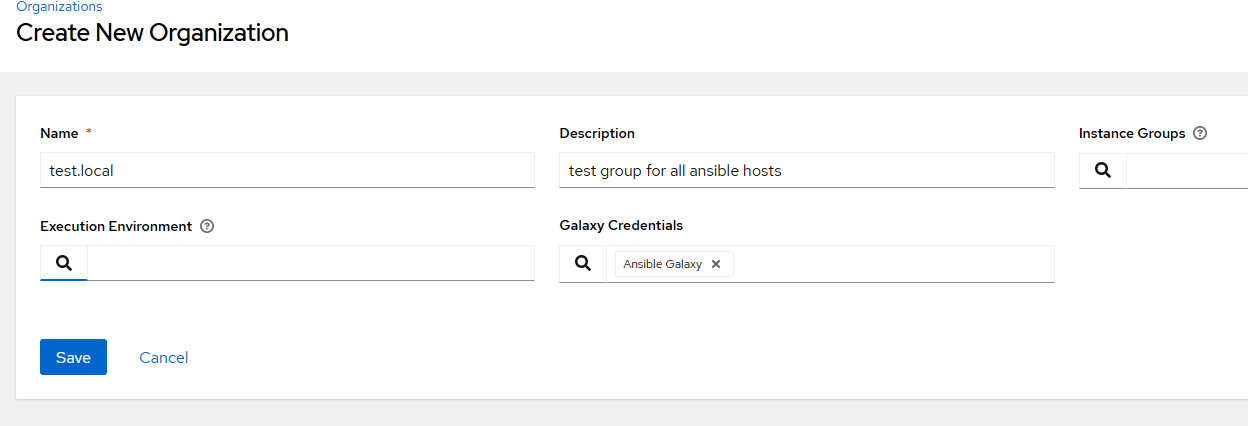 Organizations
Create New Organization
Name *
Description
Instance Groups
test.local
test group for all ansible hosts
Execution Environment
Galaxy Credentials
Ansible Galaxy
Save
Cancel